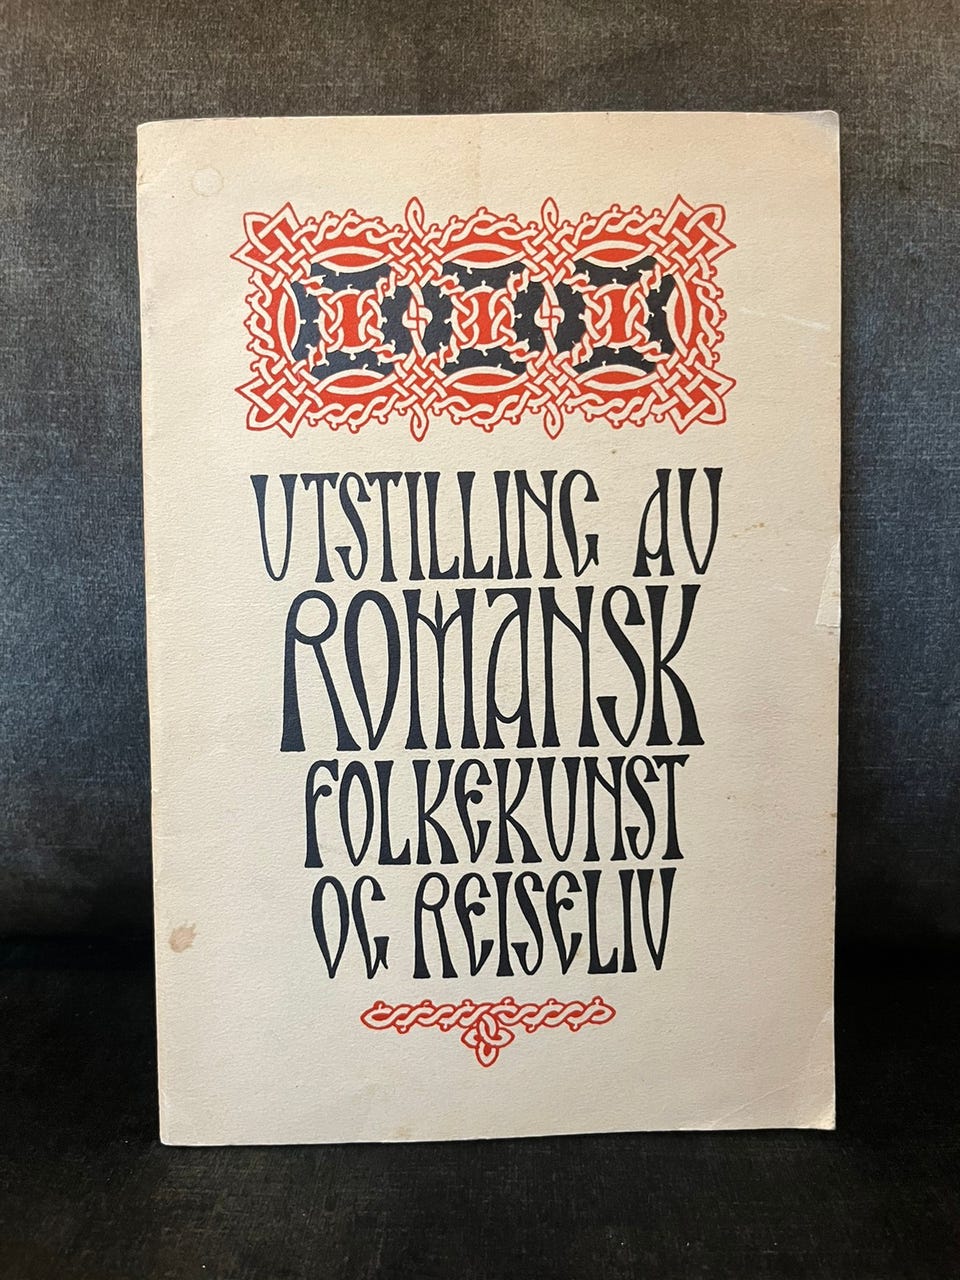 UTSTILLING AV
ROMANSK
FOLKEKUNST
OG REISELIV